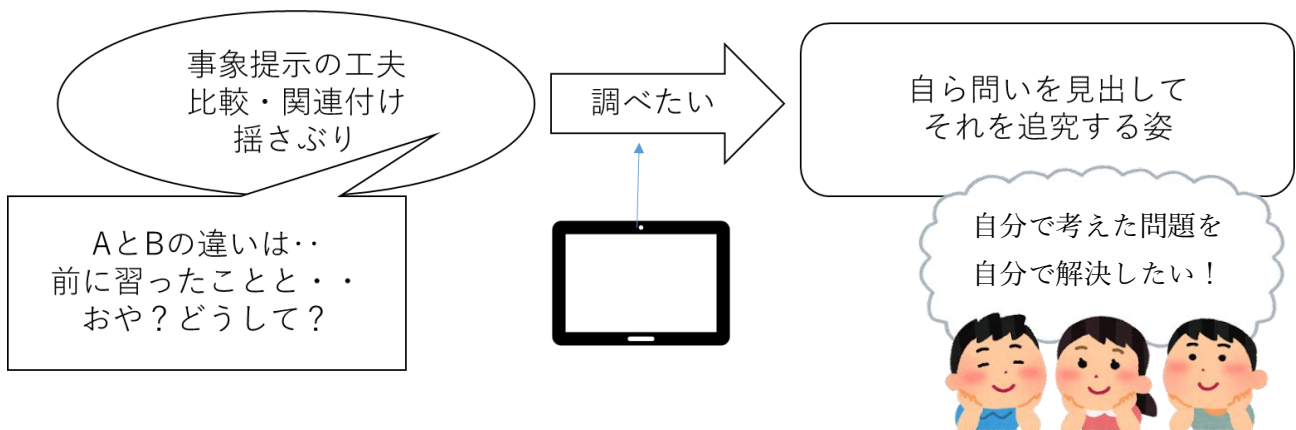 事象提示の工夫
比較・関連付け
揺さぶり
AとBの違いは‥
前に習ったことと・・
おや？どうして？
調べたい
自ら問いを見出して
それを追究する姿
自分で考えた問題を
自分で解決したい！